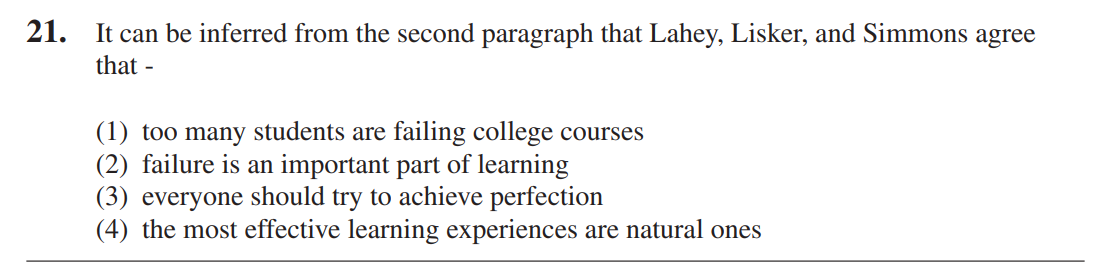 21. It can be inferred from the second paragraph that Lahey, Lisker, and Simmons agree
that -
(1) too many students are failing college courses
(2) failure is an important part of learning
(3) everyone should try to achieve perfection
(4) the most effective learning experiences are natural ones